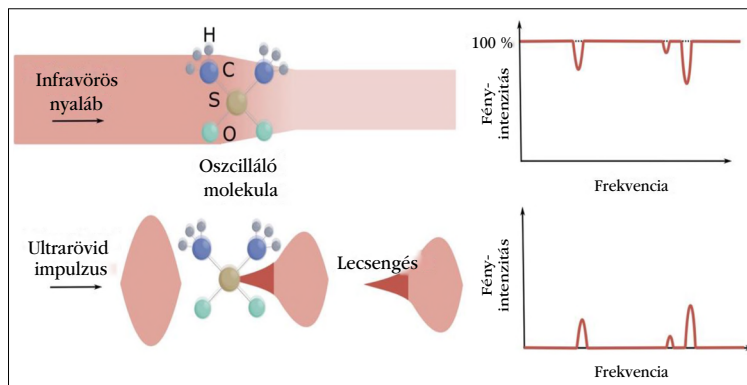 H
C
S
O
Infravörös
nyaláb
Oszcilláló
molekula
100 %
Fény-
intenzitás
Frekvencia
Ultrarövid
impulzus
Lecsengés
Fény-
intenzitás
Frekvencia